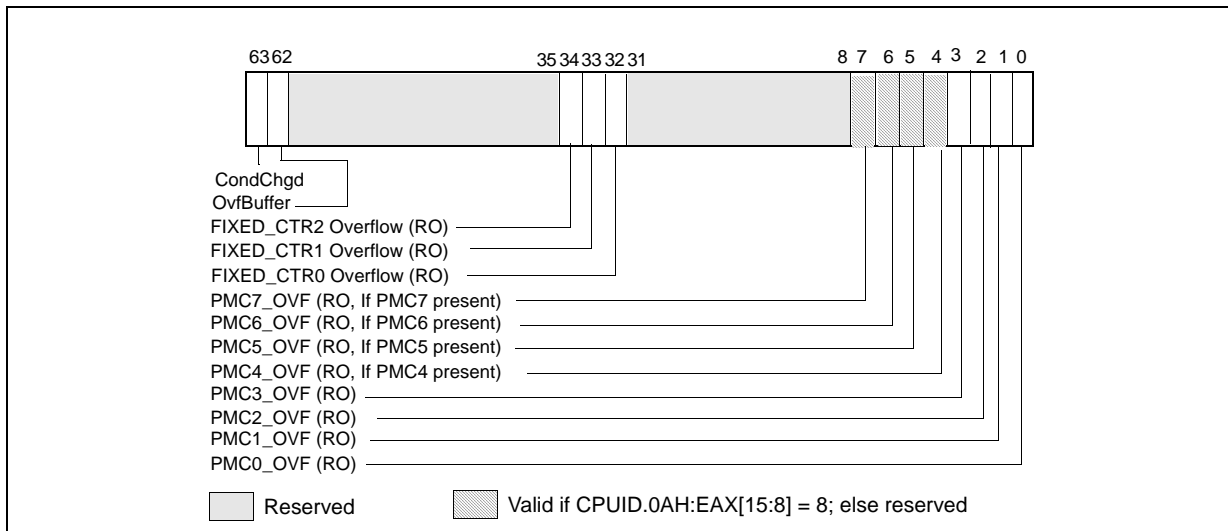 63 62 35 34 33 32 31 8 7 6 5 4 3 2 1 0
CondChgd
OvfBuffer
FIXED_CTR2 Overflow (RO)
FIXED_CTR1 Overflow (RO)
FIXED_CTR0 Overflow (RO)
PMC7_OVF (RO, If PMC7 present)
PMC6_OVF (RO, If PMC6 present)
PMC5_OVF (RO, If PMC5 present)
PMC4_OVF (RO, If PMC4 present)
PMC3_OVF (RO)
PMC2_OVF (RO)
PMC1_OVF (RO)
PMC0_OVF (RO)
Reserved Valid if CPUID.0AH:EAX[15:8] = 8; else reserved